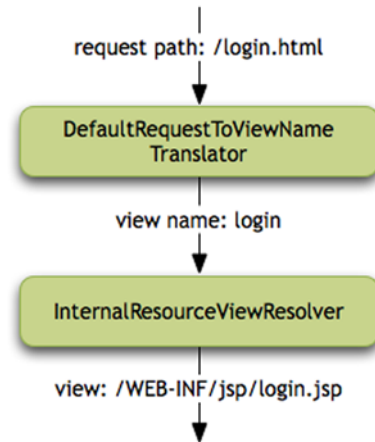 request path: /login.html
DefaultRequestToViewName
Translator
view name: login
InternalResourceViewResolver
view: /WEB-INF/jsp/login.jsp